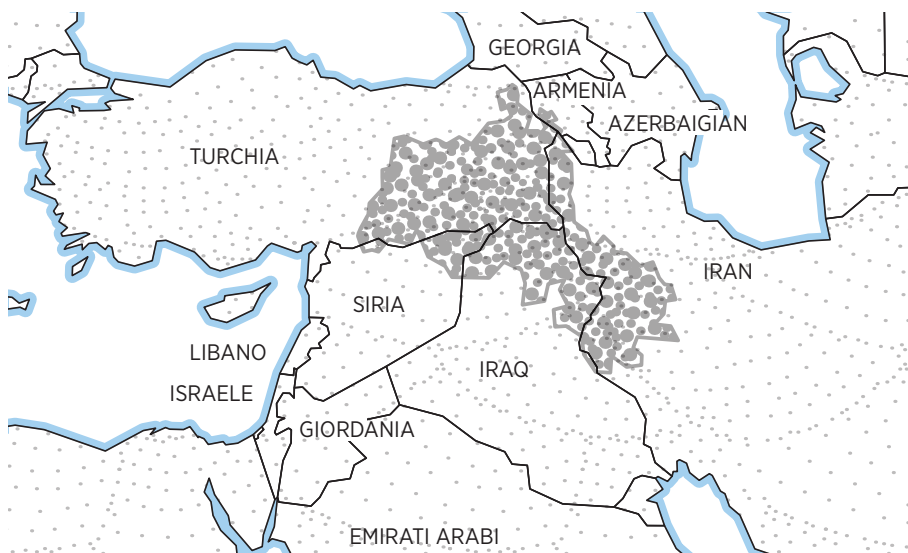 GEORGIA
ARMENIA
AZERBAIGIAN
TURCHIA
IRAN
SIRIA
LIBANO
IRAQ
ISRAELE
GIORDANIA
EMIRATI ARABI